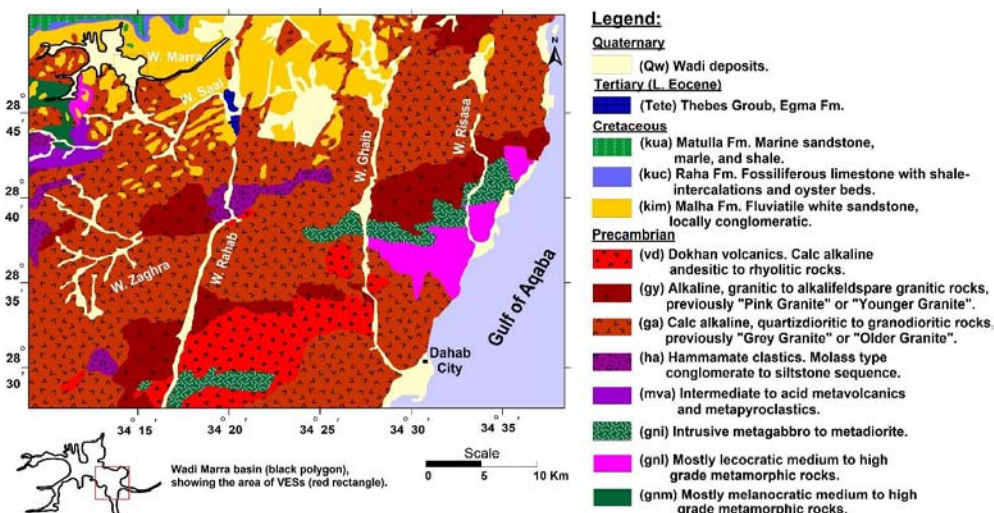 W. Marra
W. Saal
W. Ghaib
W. Risasa
W. Rahab
W. Zaghra
Gulf of Aqaba
Dahab
City
N
28°
45′
28°
40′
28°
35′
28°
30′
34° 15′
34° 20′
34° 25′
34° 30′
34° 35′
Wadi Marra basin (black polygon),
showing the area of VESs (red rectangle).
Scale
0 5 10 Km
Legend:
Quaternary
(Qw) Wadi deposits.
Tertiary (L. Eocene)
(Tete) Thebes Groub, Egma Fm.
Cretaceous
(kua) Matulla Fm. Marine sandstone,
marle, and shale.
(kuc) Raha Fm. Fossiliferous limestone with shale-
intercalations and oyster beds.
(kim) Malha Fm. Fluviatile white sandstone,
locally conglomeratic.
Precambrian
(vd) Dokhan volcanics. Calc alkaline
andesitic to rhyolitic rocks.
(gy) Alkaline, granitic to alkalifeldspare granitic rocks,
previously "Pink Granite" or "Younger Granite".
(ga) Calc alkaline, quartizdioritic to granodioritic rocks,
previously "Grey Granite" or "Older Granite".
(ha) Hammamate clastics. Molass type
conglomerate to siltstone sequence.
(mva) Intermediate to acid metavolcanics
and metapyroclastics.
(gni) Intrusive metagabbro to metadiorite.
(gnl) Mostly lecocratic medium to high
grade metamorphic rocks.
(gnm) Mostly melanocratic medium to high
grade metamorphic rocks.